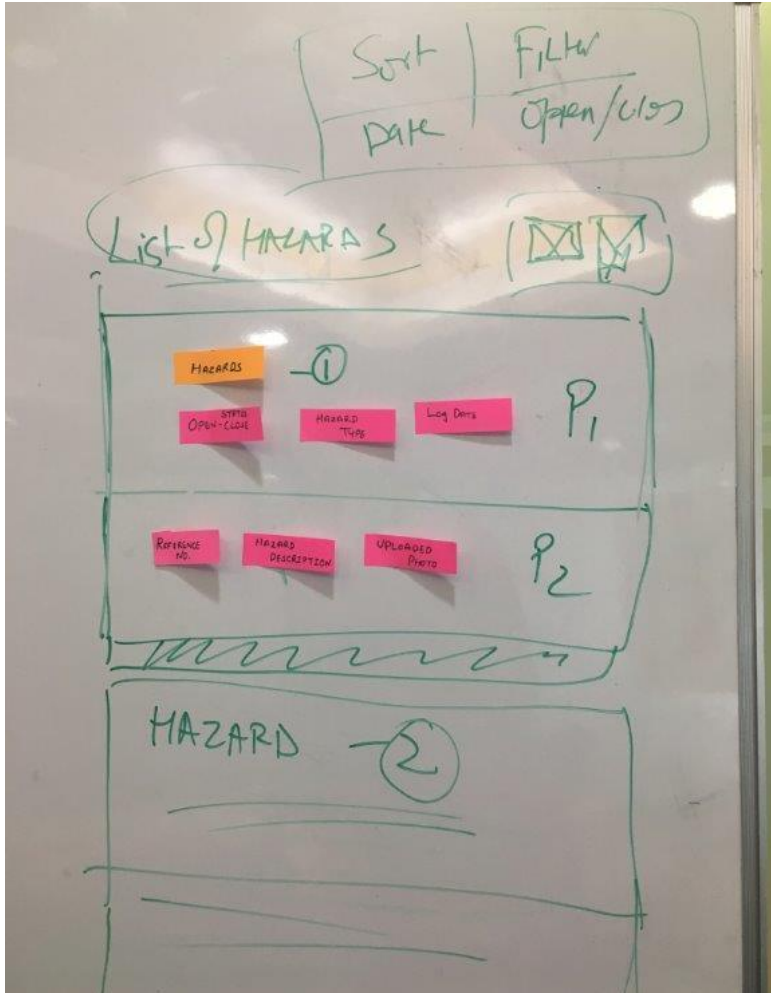 Sort | Filter
Date | Open/Clos
List of HAZARDS
HAZARDS -①
STATUS
OPEN-CLOSE
HAZARD
TYPE
LOG DATE
P1
REFERENCE
NO.
HAZARD
DESCRIPTION
UPLOADED
PHOTO
P2
HAZARD -②